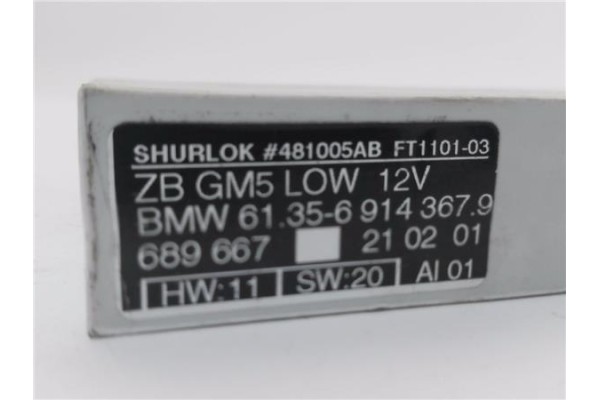 SHURLOK #481005AB FT1101-03
ZB GM5 LOW 12V
BMW 61.35-6 914 367.9
689 667 21 02 01
HW:11 SW:20 AI 01